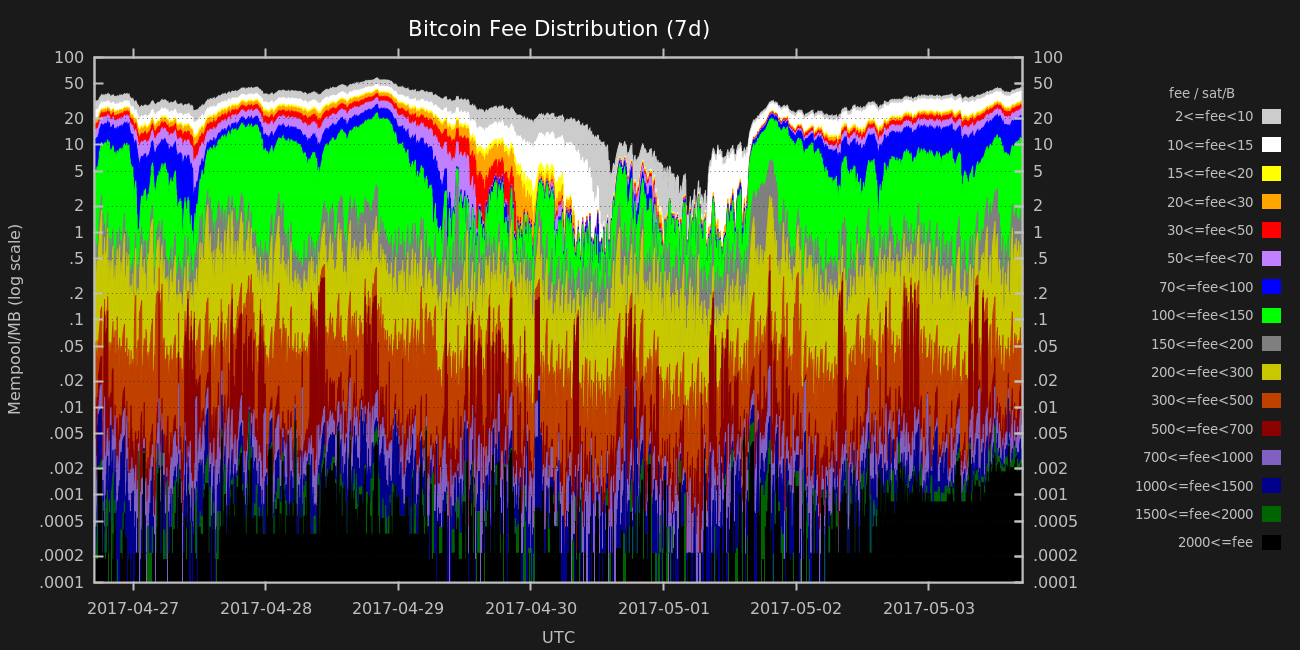 Bitcoin Fee Distribution (7d)
100 100
50 50
20 20
10 10
5 5
2 2
1 1
.5 .5
.2 .2
.1 .1
.05 .05
.02 .02
.01 .01
.005 .005
.002 .002
.001 .001
.0005 .0005
.0002 .0002
.0001 .0001
Mempool/MB (log scale)
2017-04-27 2017-04-28 2017-04-29 2017-04-30 2017-05-01 2017-05-02 2017-05-03
UTC
fee / sat/B
2<=fee<10
10<=fee<15
15<=fee<20
20<=fee<30
30<=fee<50
50<=fee<70
70<=fee<100
100<=fee<150
150<=fee<200
200<=fee<300
300<=fee<500
500<=fee<700
700<=fee<1000
1000<=fee<1500
1500<=fee<2000
2000<=fee